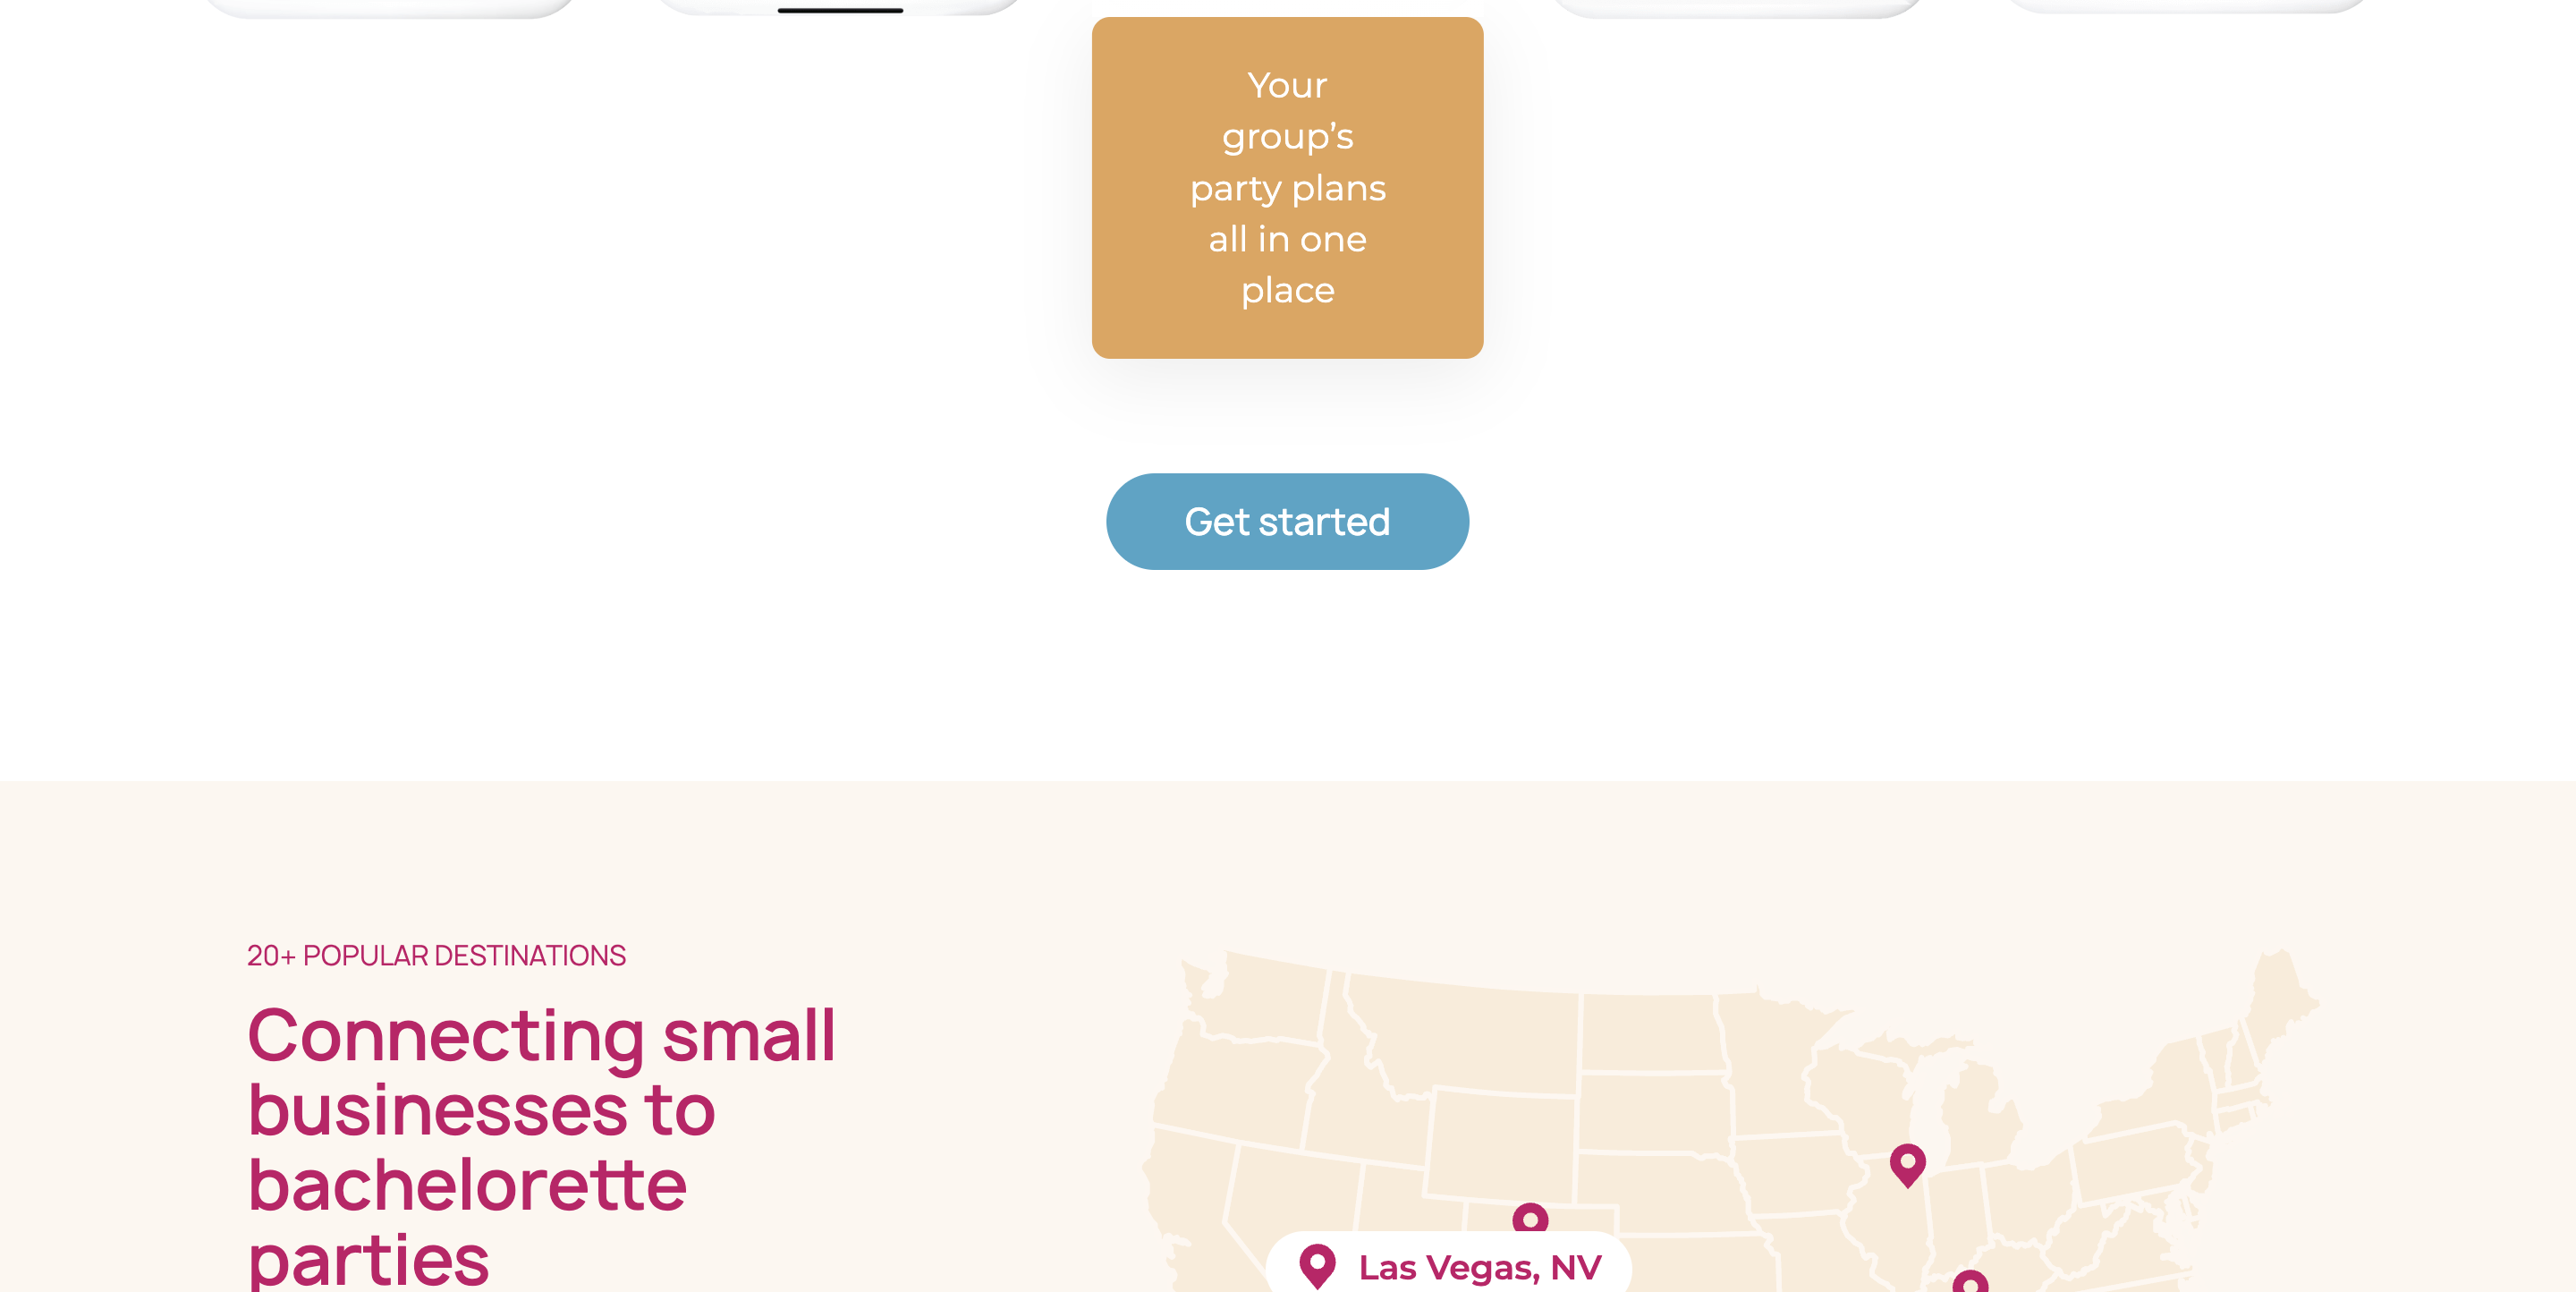 Your
group’s
party plans
all in one
place
Get started
20+ POPULAR DESTINATIONS
Connecting small
businesses to
bachelorette
parties
Las Vegas, NV